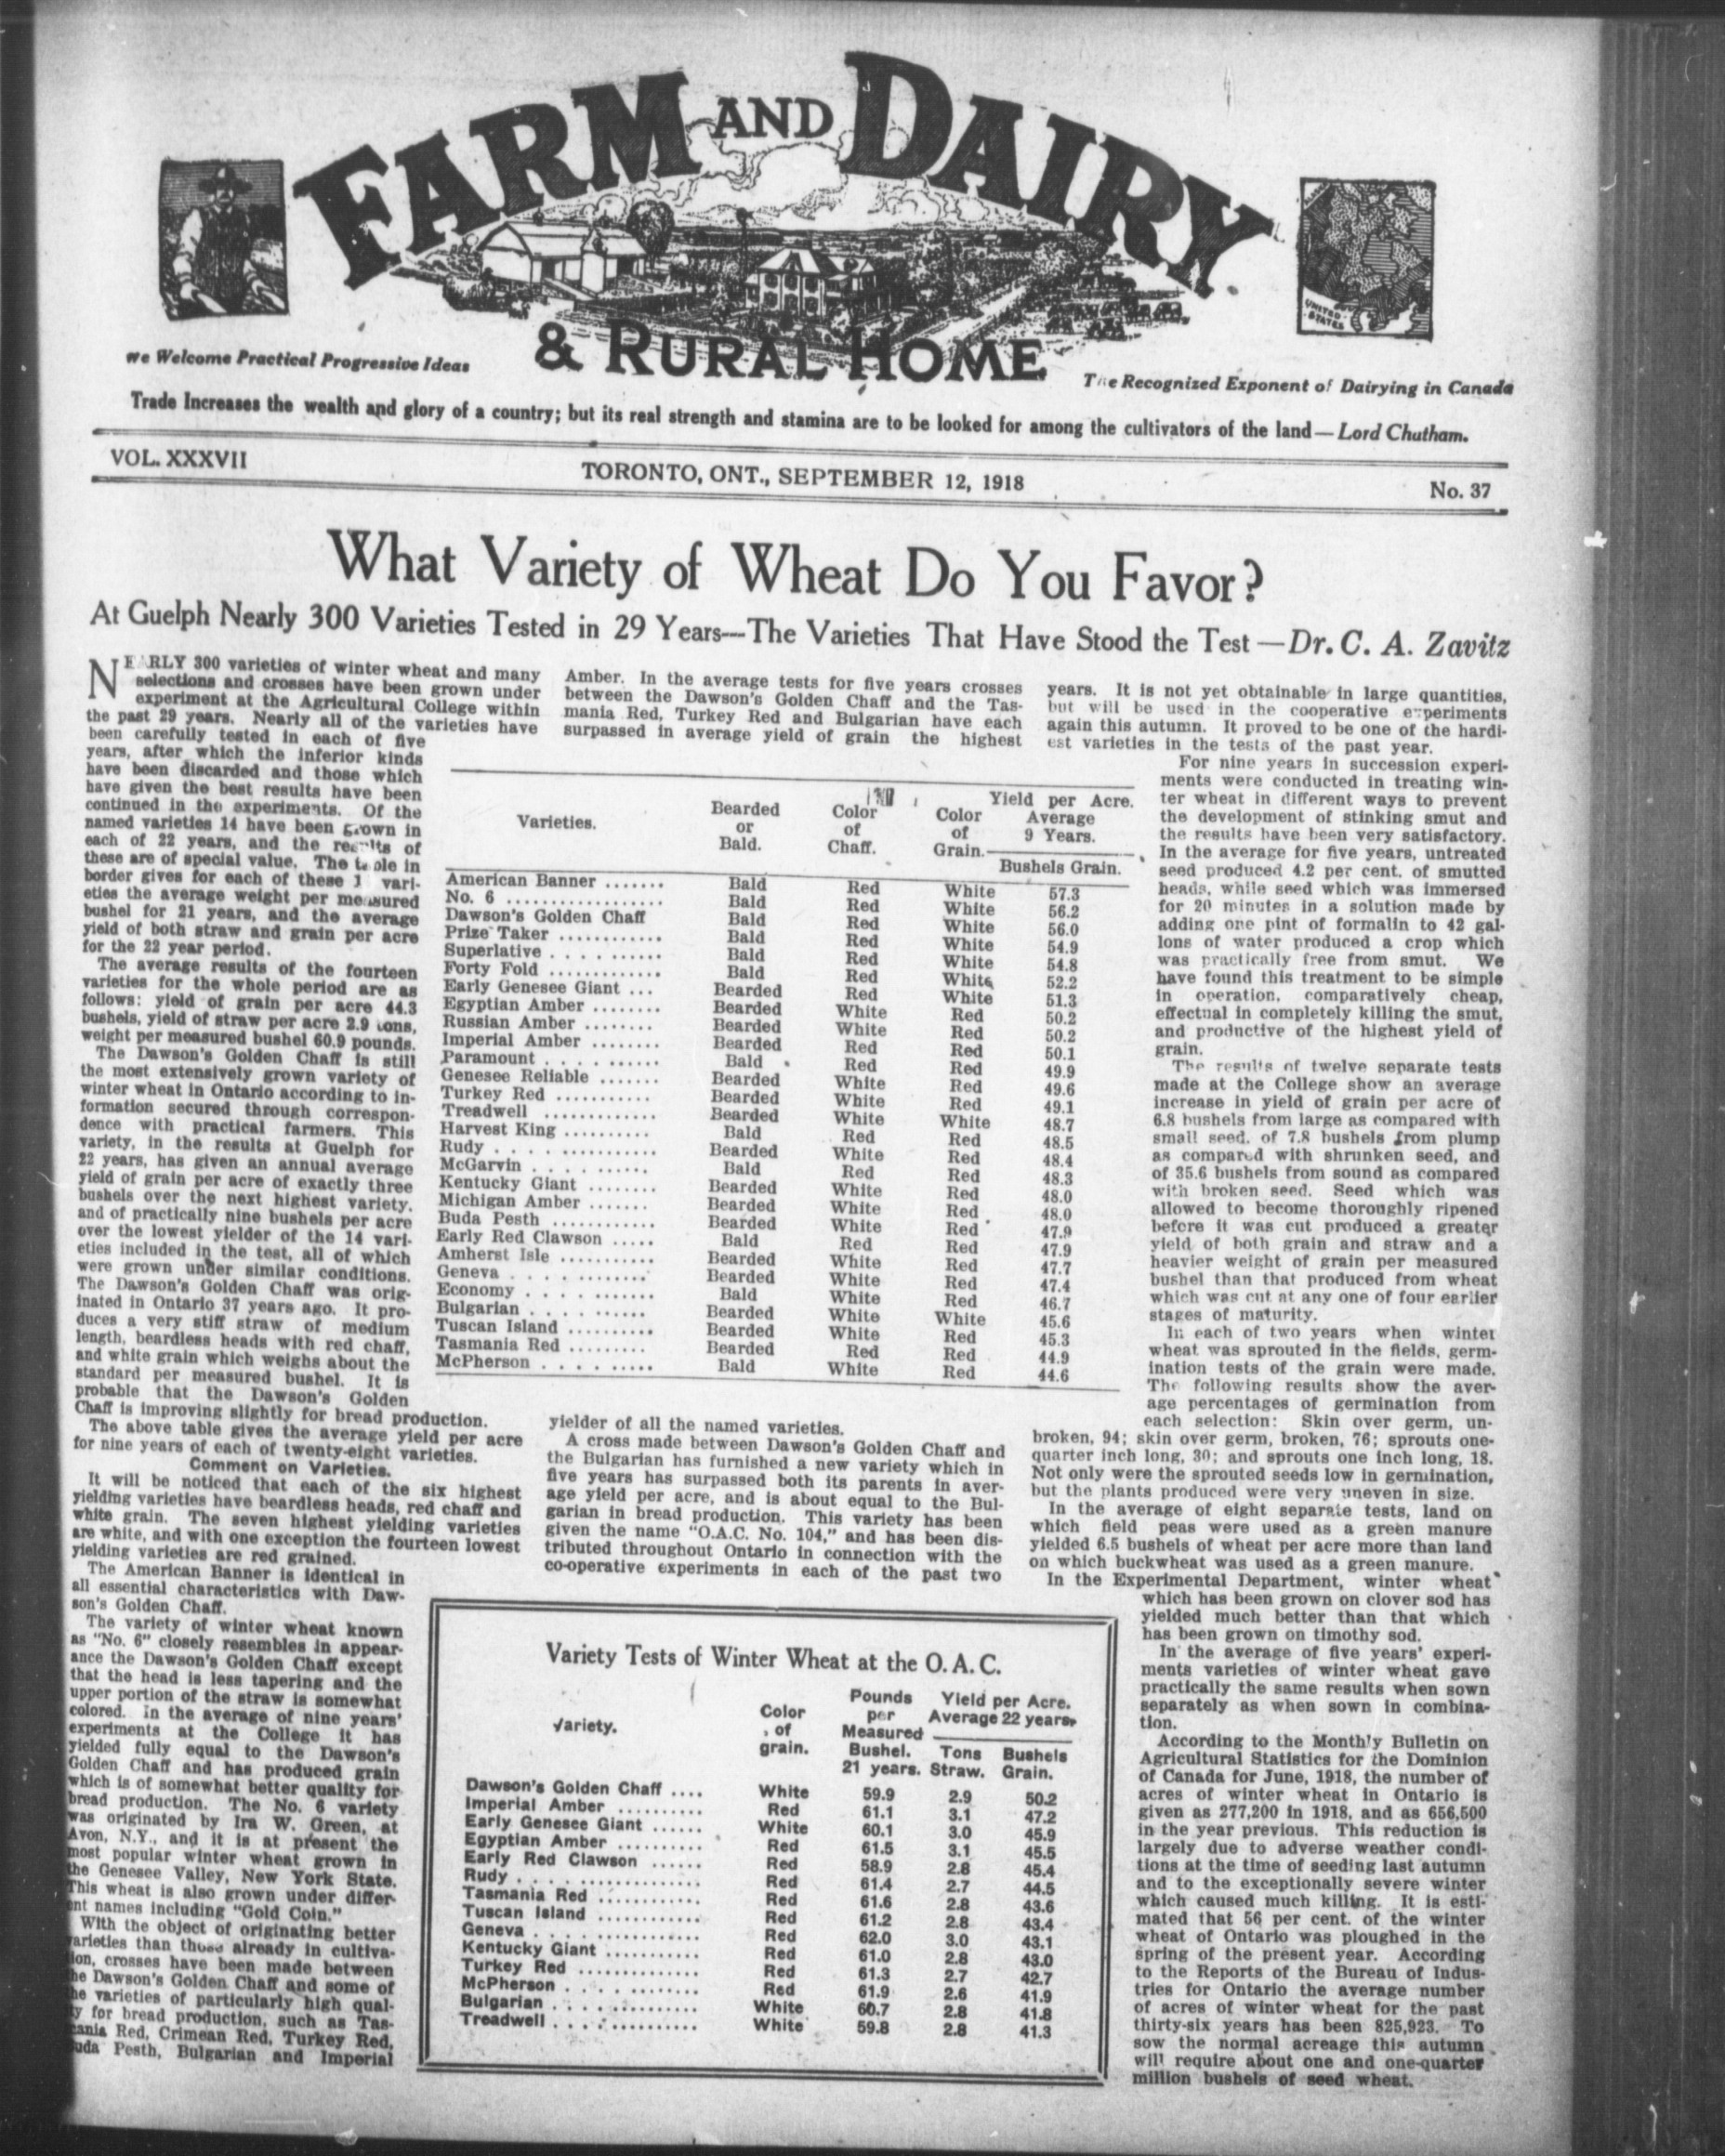 FARM AND DAIRY
& RURAL HOME
UNITED STATES
We Welcome Practical Progressive Ideas
The Recognized Exponent of Dairying in Canada
Trade Increases the wealth and glory of a country; but its real strength and stamina are to be looked for among the cultivators of the land—Lord Chatham.
VOL. XXXVII
TORONTO, ONT., SEPTEMBER 12, 1918
No. 37
What Variety of Wheat Do You Favor?
At Guelph Nearly 300 Varieties Tested in 29 Years---The Varieties That Have Stood the Test—Dr. C. A. Zavitz
NEARLY 300 varieties of winter wheat and many
selections and crosses have been grown under
experiment at the Agricultural College within
the past 29 years. Nearly all of the varieties have
been carefully tested in each of five
years, after which the inferior kinds
have been discarded and those which
have given the best results have been
continued in the experiments. Of the
named varieties 14 have been grown in
each of 22 years, and the results of
these are of special value. The table in
border gives for each of these 1 vari-
eties the average weight per measured
bushel for 21 years, and the average
yield of both straw and grain per acre
for the 22 year period.
The average results of the fourteen
varieties for the whole period are as
follows: yield of grain per acre 44.3
bushels, yield of straw per acre 2.9 tons,
weight per measured bushel 60.9 pounds.
The Dawson's Golden Chaff is still
the most extensively grown variety of
winter wheat in Ontario according to in-
formation secured through correspon-
dence with practical farmers. This
variety, in the results at Guelph for
22 years, has given an annual average
yield of grain per acre of exactly three
bushels over the next highest variety,
and of practically nine bushels per acre
over the lowest yielder of the 14 vari-
eties included in the test, all of which
were grown under similar conditions.
The Dawson's Golden Chaff was orig-
inated in Ontario 37 years ago. It pro-
duces a very stiff straw of medium
length, beardless heads with red chaff,
and white grain which weighs about the
standard per measured bushel. It is
probable that the Dawson's Golden
Chaff is improving slightly for bread production.
The above table gives the average yield per acre
for nine years of each of twenty-eight varieties.
Comment on Varieties.
It will be noticed that each of the six highest
yielding varieties have beardless heads, red chaff and
white grain. The seven highest yielding varieties
are white, and with one exception the fourteen lowest
yielding varieties are red grained.
The American Banner is identical in
all essential characteristics with Daw-
son's Golden Chaff.
The variety of winter wheat known
as "No. 6" closely resembles in appear-
ance the Dawson's Golden Chaff except
that the head is less tapering and the
upper portion of the straw is somewhat
colored. In the average of nine years'
experiments at the College it has
yielded fully equal to the Dawson's
Golden Chaff and has produced grain
which is of somewhat better quality for
bread production. The No. 6 variety
was originated by Ira W. Green, at
Avon, N.Y., and it is at present the
most popular winter wheat grown in
the Genesee Valley, New York State.
This wheat is also grown under differ-
ent names including "Gold Coin."
With the object of originating better
varieties than those already in cultiva-
tion, crosses have been made between
the Dawson's Golden Chaff and some of
the varieties of particularly high qual-
ity for bread production, such as Tas-
mania Red, Crimean Red, Turkey Red,
Buda Pesth, Bulgarian and Imperial
Amber. In the average tests for five years crosses
between the Dawson's Golden Chaff and the Tas-
mania Red, Turkey Red and Bulgarian have each
surpassed in average yield of grain the highest
Varieties. Bearded or Bald. Color of Chaff. Color of Grain. Yield per Acre. Average 9 Years. Bushels Grain.
American Banner ....... Bald Red White 57.3
No. 6 .................. Bald Red White 56.2
Dawson's Golden Chaff Bald Red White 56.0
Prize Taker ............ Bald Red White 54.9
Superlative . . . . ...... Bald Red White 54.8
Forty Fold ............. Bald Red White 52.2
Early Genesee Giant ... Bearded Red White 51.3
Egyptian Amber ........ Bearded White Red 50.2
Russian Amber ........ Bearded White Red 50.2
Imperial Amber ........ Bearded Red Red 50.1
Paramount . . . . ...... Bald Red Red 49.9
Genesee Reliable ....... Bearded White Red 49.6
Turkey Red ........... Bearded White Red 49.1
Treadwell ............. Bearded White White 48.7
Harvest King .......... Bald Red Red 48.5
Rudy . . . . ............ Bearded White Red 48.4
McGarvin . . . . ....... Bald Red Red 48.3
Kentucky Giant ........ Bearded White Red 48.0
Michigan Amber ....... Bearded White Red 48.0
Buda Pesth ............ Bearded White Red 47.9
Early Red Clawson ..... Bald Red Red 47.9
Amherst Isle ........... Bearded White Red 47.7
Geneva . . . . .......... Bearded White Red 47.4
Economy . . . . ........ Bald White Red 46.7
Bulgarian . . . . ....... Bearded White White 45.6
Tuscan Island .......... Bearded White Red 45.3
Tasmania Red ......... Bearded Red Red 44.9
McPherson . . . . ..... Bald White Red 44.6
yielder of all the named varieties.
A cross made between Dawson's Golden Chaff and
the Bulgarian has furnished a new variety which in
five years has surpassed both its parents in aver-
age yield per acre, and is about equal to the Bul-
garian in bread production. This variety has been
given the name "O.A.C. No. 104," and has been dis-
tributed throughout Ontario in connection with the
co-operative experiments in each of the past two
Variety Tests of Winter Wheat at the O. A. C.
Variety. Color of grain. Pounds per Measured Bushel. 21 years. Yield per Acre. Average 22 years. Tons Straw. Bushels Grain.
Dawson's Golden Chaff .... White 59.9 2.9 50.2
Imperial Amber .......... Red 61.1 3.1 47.2
Early Genesee Giant ...... White 60.1 3.0 45.9
Egyptian Amber .......... Red 61.5 3.1 45.5
Early Red Clawson ...... Red 58.9 2.8 45.4
Rudy . . . . ............... Red 61.4 2.7 44.5
Tasmania Red ............ Red 61.6 2.8 43.6
Tuscan Island ............ Red 61.2 2.8 43.4
Geneva . . . . ............. Red 62.0 3.0 43.1
Kentucky Giant ........... Red 61.0 2.8 43.0
Turkey Red .............. Red 61.3 2.7 42.7
McPherson . . . . ......... Red 61.9 2.6 41.9
Bulgarian . . . . ........... White 60.7 2.8 41.8
Treadwell . . . . ........... White 59.8 2.8 41.3
years. It is not yet obtainable in large quantities,
but will be used in the cooperative experiments
again this autumn. It proved to be one of the hardi-
est varieties in the tests of the past year.
For nine years in succession experi-
ments were conducted in treating win-
ter wheat in different ways to prevent
the development of stinking smut and
the results have been very satisfactory.
In the average for five years, untreated
seed produced 4.2 per cent. of smutted
heads, while seed which was immersed
for 20 minutes in a solution made by
adding one pint of formalin to 42 gal-
lons of water produced a crop which
was practically free from smut. We
have found this treatment to be simple
in operation, comparatively cheap,
effectual in completely killing the smut,
and productive of the highest yield of
grain.
The results of twelve separate tests
made at the College show an average
increase in yield of grain per acre of
6.8 bushels from large as compared with
small seed, of 7.8 bushels from plump
as compared with shrunken seed, and
of 35.6 bushels from sound as compared
with broken seed. Seed which was
allowed to become thoroughly ripened
before it was cut produced a greater
yield of both grain and straw and a
heavier weight of grain per measured
bushel than that produced from wheat
which was cut at any one of four earlier
stages of maturity.
In each of two years when winter
wheat was sprouted in the fields, germ-
ination tests of the grain were made.
The following results show the aver-
age percentages of germination from
each selection: Skin over germ, un-
broken, 94; skin over germ, broken, 76; sprouts one-
quarter inch long, 30; and sprouts one inch long, 18.
Not only were the sprouted seeds low in germination,
but the plants produced were very uneven in size.
In the average of eight separate tests, land on
which field peas were used as a green manure
yielded 6.5 bushels of wheat per acre more than land
on which buckwheat was used as a green manure.
In the Experimental Department, winter wheat
which has been grown on clover sod has
yielded much better than that which
has been grown on timothy sod.
In the average of five years' experi-
ments varieties of winter wheat gave
practically the same results when sown
separately as when sown in combina-
tion.
According to the Monthly Bulletin on
Agricultural Statistics for the Dominion
of Canada for June, 1918, the number of
acres of winter wheat in Ontario is
given as 277,200 in 1918, and as 656,500
in the year previous. This reduction is
largely due to adverse weather condi-
tions at the time of seeding last autumn
and to the exceptionally severe winter
which caused much killing. It is esti-
mated that 56 per cent. of the winter
wheat of Ontario was ploughed in the
spring of the present year. According
to the Reports of the Bureau of Indus-
tries for Ontario the average number
of acres of winter wheat for the past
thirty-six years has been 825,923. To
sow the normal acreage this autumn
will require about one and one-quarter
million bushels of seed wheat.